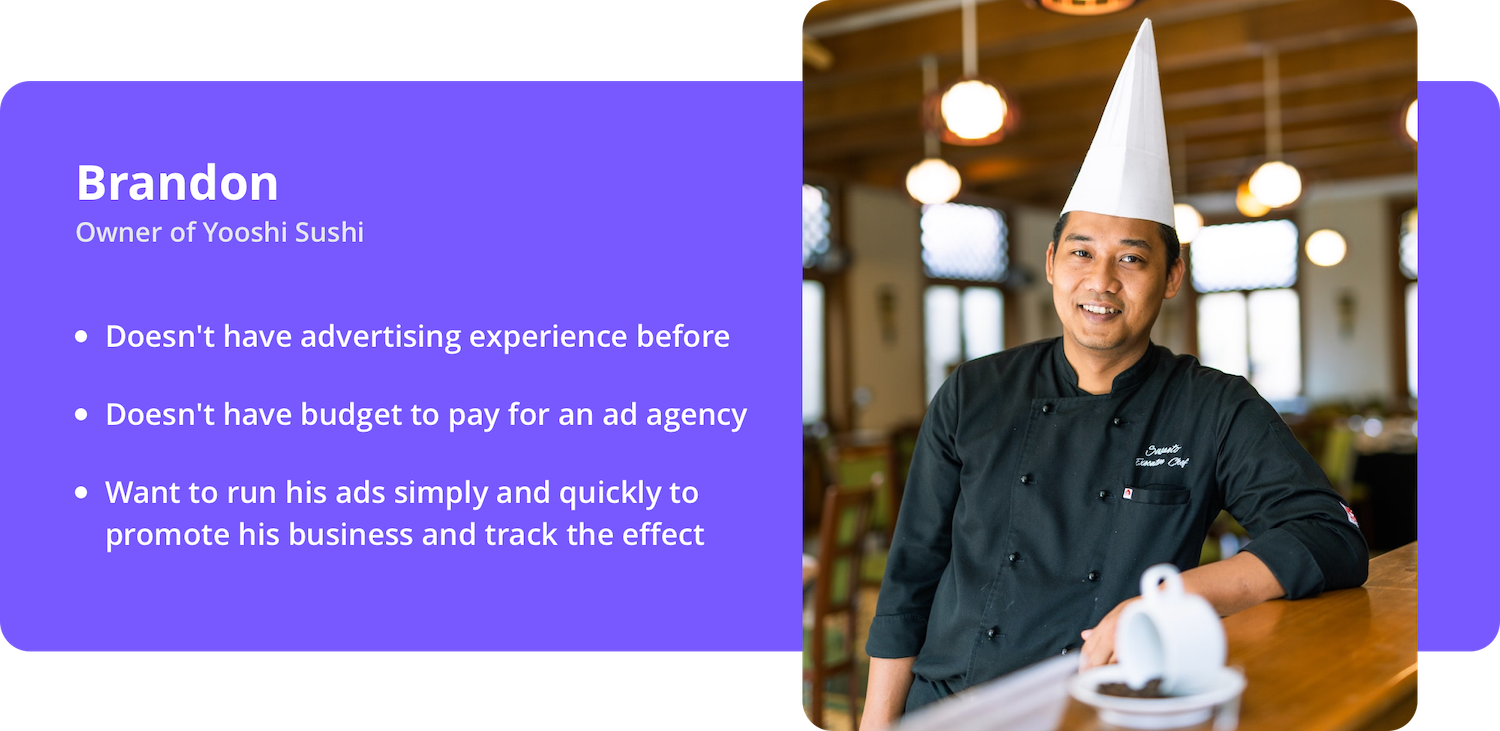 Brandon
Owner of Yooshi Sushi
Doesn't have advertising experience before
Doesn't have budget to pay for an ad agency
Want to run his ads simply and quickly to
promote his business and track the effect
Executive Chef